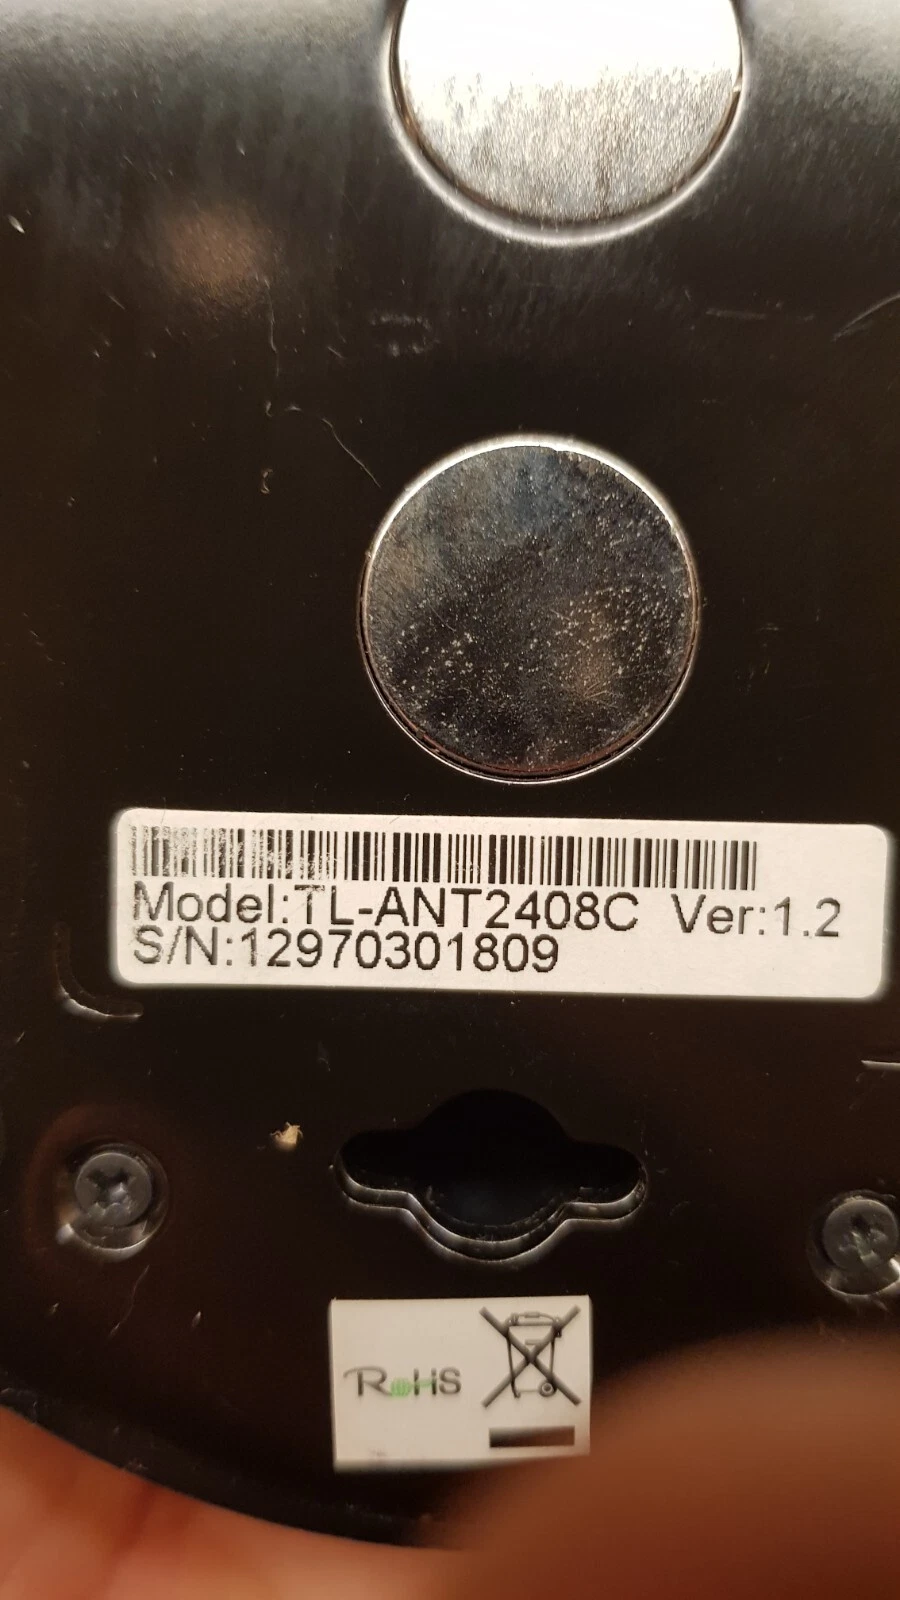 Model:TL-ANT2408C Ver:1.2
S/N:12970301809
RoHS